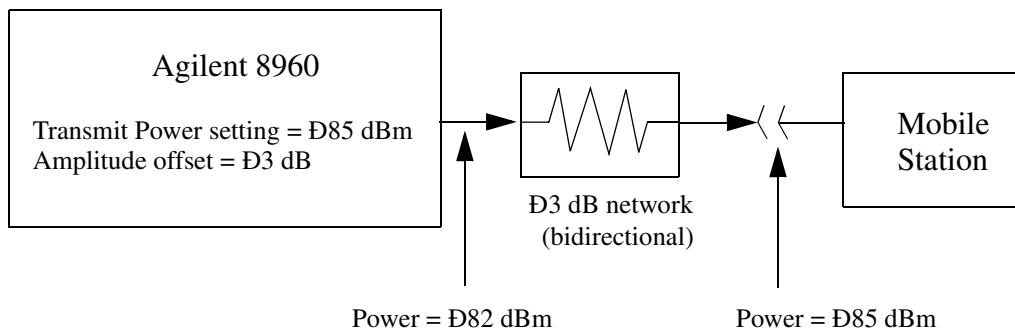 Agilent 8960
Transmit Power setting = Ð85 dBm
Amplitude offset = Ð3 dB
Mobile
Station
Ð3 dB network
(bidirectional)
Power = Ð82 dBm
Power = Ð85 dBm